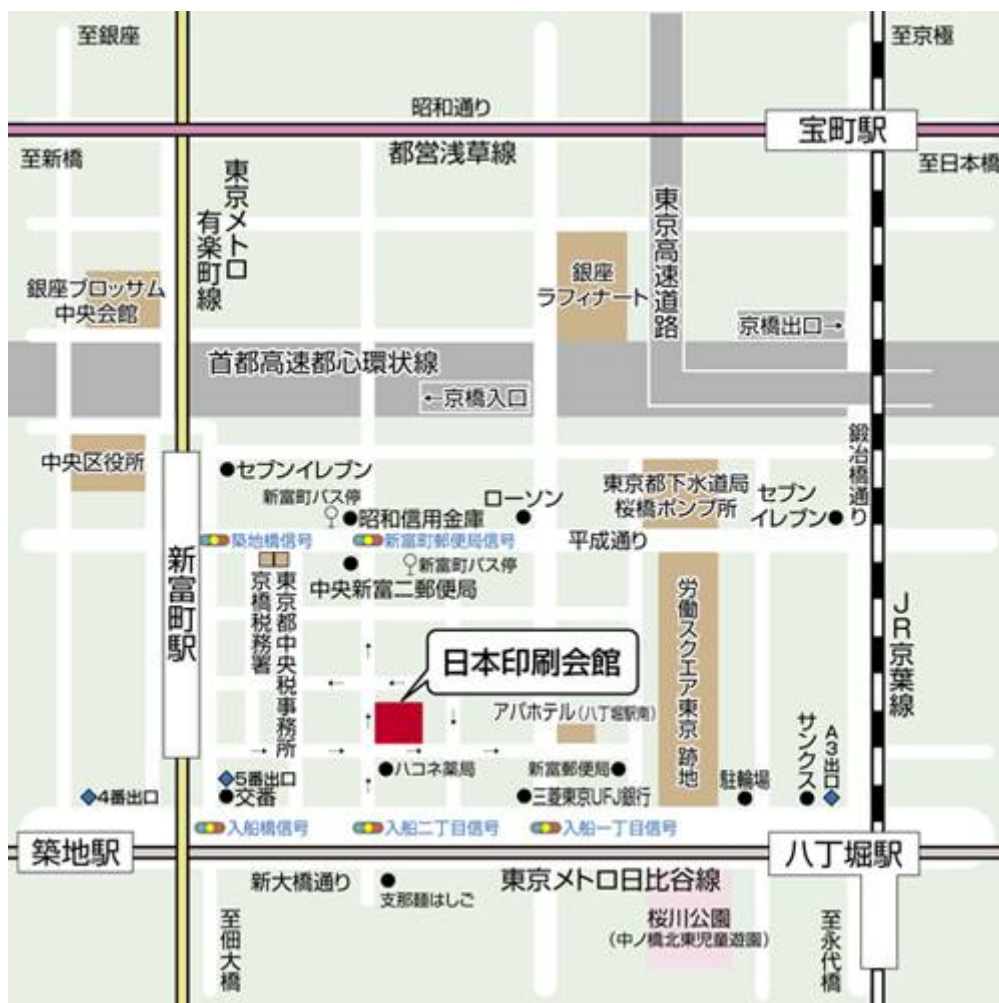 至銀座
至京極
昭和通り
宝町駅
至新橋
都営浅草線
至日本橋
東京メトロ
有楽町線
東京高速道路
銀座
ラフィナート
銀座ブロッサム
中央会館
京橋出口→
首都高速都心環状線
←京橋入口
鍛冶橋通り
中央区役所
セブンイレブン
新富町バス停
昭和信用金庫
ローソン
東京都下水道局
桜橋ポンプ所
セブン
イレブン
築地橋信号
新富町郵便局信号
平成通り
新富町バス停
中央新富二郵便局
新富町駅
東京都中央税事務所
京橋税務署
労働スクエア東京 跡地
JR京葉線
日本印刷会館
アパホテル(八丁堀駅南)
サンクス
A3出口
ハコネ薬局
新富郵便局
駐輪場
5番出口
4番出口
交番
三菱東京UFJ銀行
入船橋信号
入船二丁目信号
入船一丁目信号
築地駅
八丁堀駅
新大橋通り
東京メトロ日比谷線
支那麺はしご
至佃大橋
桜川公園
(中ノ橋北東児童遊園)
至永代橋